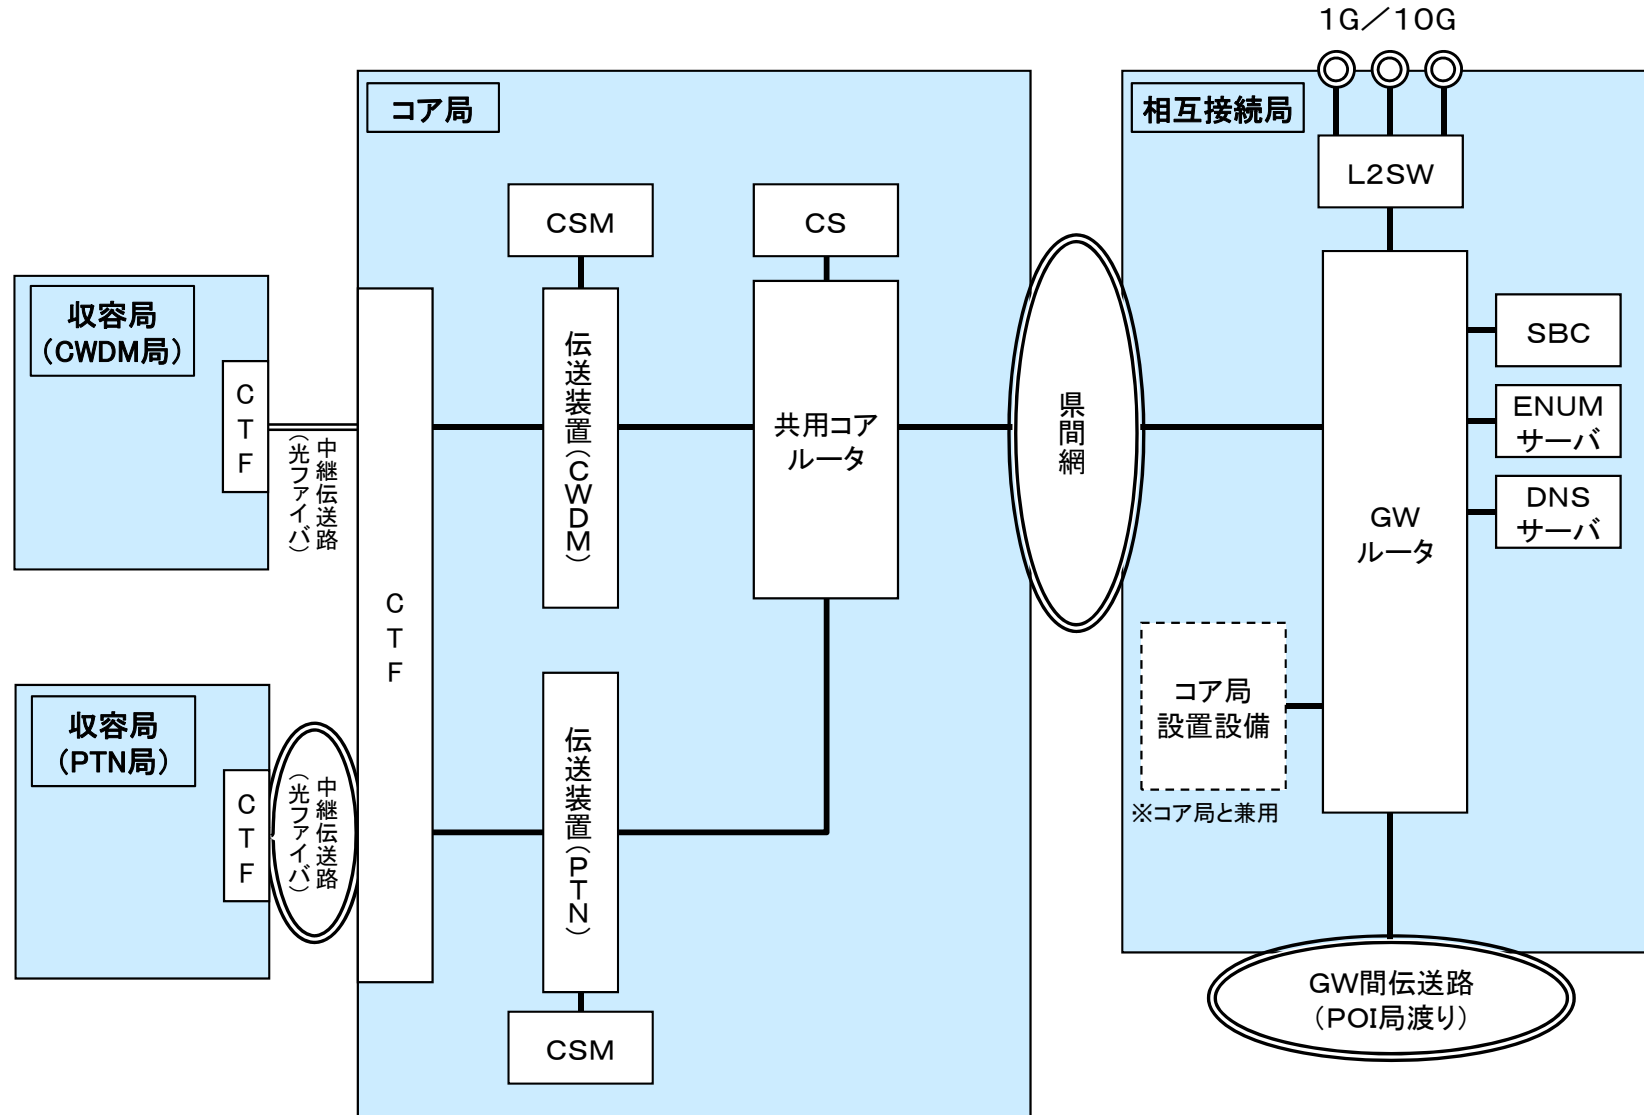 1G／10G
コア局
相互接続局
L2SW
CSM
CS
収容局
（CWDM局）
CTF
中継伝送路
（光ファイバ）
伝送装置（CWDM）
共用コア
ルータ
県間網
GW
ルータ
SBC
ENUM
サーバ
DNS
サーバ
CTF
コア局
設置設備
※コア局と兼用
収容局
（PTN局）
CTF
中継伝送路
（光ファイバ）
伝送装置（PTN）
CSM
GW間伝送路
（POI局渡り）